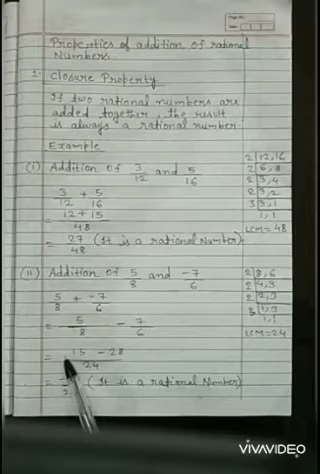 Page No.
Date
Properties of addition of rational
Numbers.
1. Closure Property
If two rational numbers are
added together, the result
is always a rational number.
Example
(i) Addition of 3/12 and 5/16
3/12 + 5/16
= 12 + 15 / 48
= 27/48 (It is a rational Number)
2 | 12, 16
2 | 6, 8
2 | 3, 4
2 | 3, 2
3 | 3, 1
1, 1
LCM = 48
(ii) Addition of 5/8 and -7/6
5/8 + -7/6
= 5/8 - 7/6
= 15 - 28 / 24
= (It is a rational Number)
2 | 8, 6
2 | 4, 3
2 | 2, 3
3 | 1, 3
1, 1
LCM = 24
VIVAVIDEO